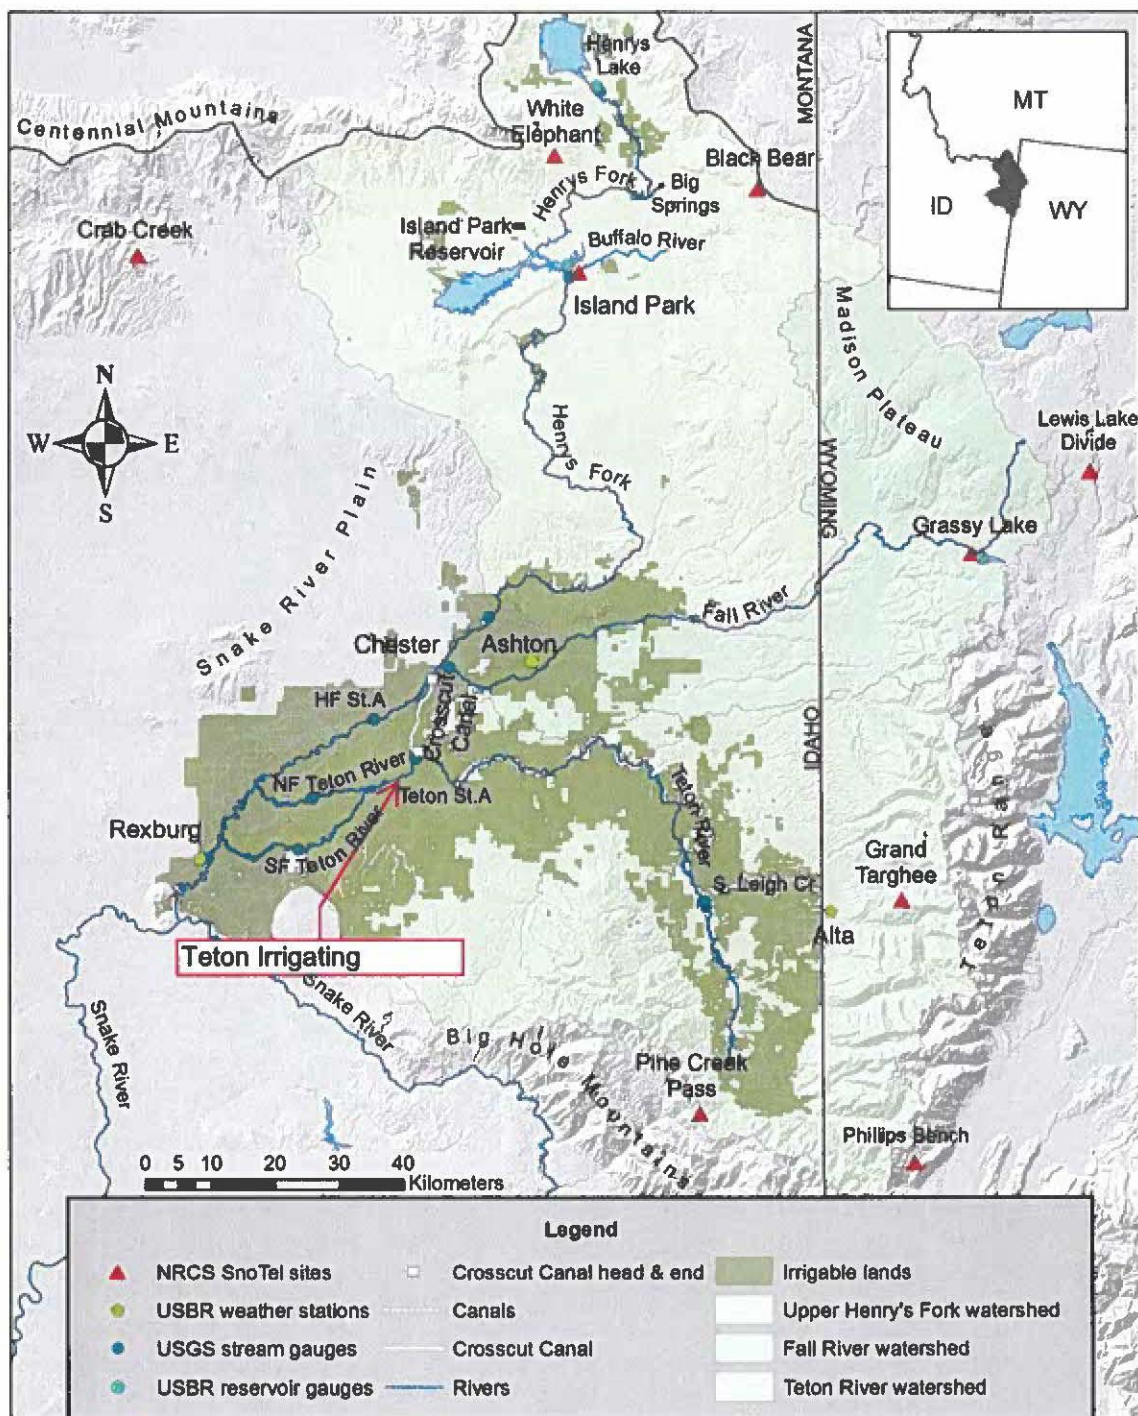 Henrys
Lake
MONTANA
MT
ID
WY
Centennial Mountains
White
Elephant
Black Bear
Henrys Fork
Big
Springs
Crab Creek
Island Park
Reservoir
Buffalo River
Island Park
Madison Plateau
N
W
E
S
Lewis Lake
Divide
Henrys Fork
WYOMING
Snake River Plain
Grassy Lake
Fall River
Chester
Ashton
HF St.A
Crosscut
Canal
IDAHO
NF Teton River
Teton St.A
Teton River
Teton Range
Rexburg
SF Teton River
Grand
Targhee
S. Leigh Cr
Alta
Teton Irrigating
Snake River
Snake River
Big Hole Mountains
Pine Creek
Pass
Phillips Bench
0 5 10 20 30 40
Kilometers
Legend
NRCS SnoTel sites
USBR weather stations
USGS stream gauges
USBR reservoir gauges
Crosscut Canal head & end
Canals
Crosscut Canal
Rivers
Irrigable lands
Upper Henry's Fork watershed
Fall River watershed
Teton River watershed